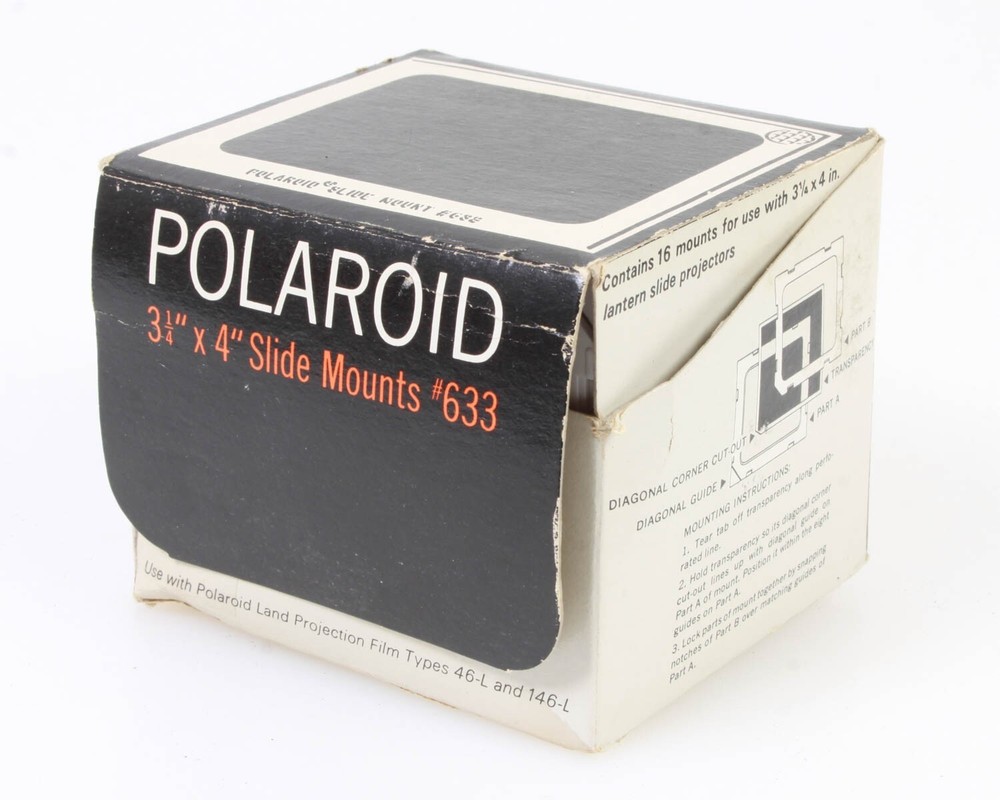 POLAROID® SLIDE MOUNT #633
POLAROID
3¼" x 4" Slide Mounts #633
Use with Polaroid Land Projection Film Types 46-L and 146-L
Contains 16 mounts for use with 3¼ x 4 in.
lantern slide projectors
PART B
TRANSPARENCY
PART A
DIAGONAL CORNER CUT-OUT
DIAGONAL GUIDE
MOUNTING INSTRUCTIONS:
1. Tear tab off transparency along perfo-
rated line.
2. Hold transparency so its diagonal corner
cut-out lines up with diagonal guide on
Part A of mount. Position it within the eight
guides on Part A.
3. Lock parts of mount together by snapping
notches of Part B over matching guides of
Part A.